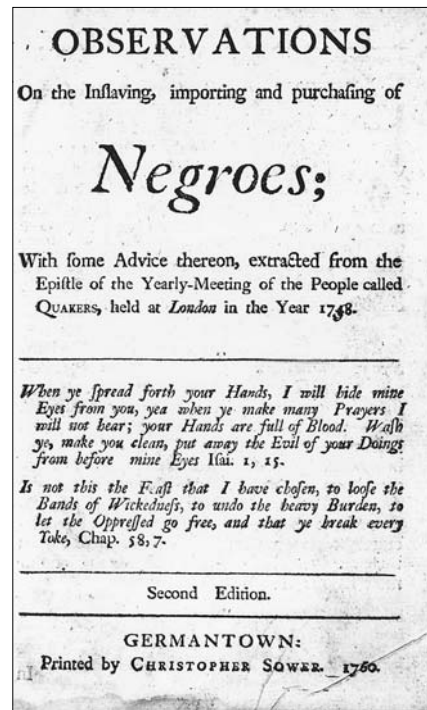 OBSERVATIONS
On the Inſlaving, importing and purchaſing of
Negroes;
With ſome Advice thereon, extracted from the
Epiſtle of the Yearly-Meeting of the People called
QUAKERS, held at London in the Year 1758.
When ye ſpread forth your Hands, I will hide mine
Eyes from you, yea when ye make many Prayers I
will not hear; your Hands are full of Blood. Waſh
ye, make you clean, put away the Evil of your Doings
from before mine Eyes Iſai. 1, 15.
Is not this the Faſt that I have choſen, to looſe the
Bands of Wickedneſs, to undo the heavy Burden, to
let the Oppreſſed go free, and that ye break every
Yoke, Chap. 58, 7.
Second Edition.
GERMANTOWN:
Printed by CHRISTOPHER SOWER. 1760.